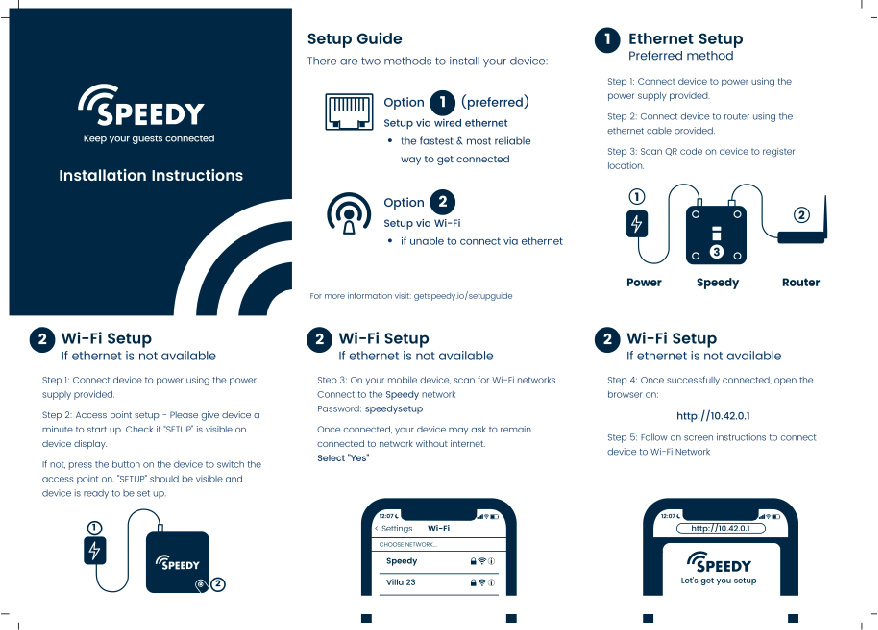 SPEEDY
Keep your guests connected
Installation Instructions
Setup Guide
There are two methods to install your device:
Option 1 (preferred)
Setup via wired ethernet
• the fastest & most reliable
way to get connected
Option 2
Setup via Wi-Fi
• if unable to connect via ethernet
For more information visit: getspeedy.io/setupguide
1 Ethernet Setup
Preferred method
Step 1: Connect device to power using the
power supply provided.
Step 2: Connect device to router using the
ethernet cable provided.
Step 3: Scan QR code on device to register
location.
1
2
3
Power Speedy Router
2 Wi-Fi Setup
If ethernet is not available
Step 1: Connect device to power using the power
supply provided.
Step 2: Access point setup - Please give device a
minute to start up. Check if "SETUP" is visible on
device display.
If not, press the button on the device to switch the
access point on. "SETUP" should be visible and
device is ready to be set up.
1
SPEEDY
2
2 Wi-Fi Setup
If ethernet is not available
Step 3: On your mobile device, scan for Wi-Fi networks
Connect to the Speedy network
Password: speedysetup
Once connected, your device may ask to remain
connected to network without internet.
Select "Yes"
12:07
< Settings Wi-Fi
CHOOSE NETWORK...
Speedy
Villa 23
2 Wi-Fi Setup
If ethernet is not available
Step 4: Once successfully connected, open the
browser on:
http://10.42.0.1
Step 5: Follow on screen instructions to connect
device to Wi-Fi Network
12:07
http://10.42.0.1
SPEEDY
Let's get you setup